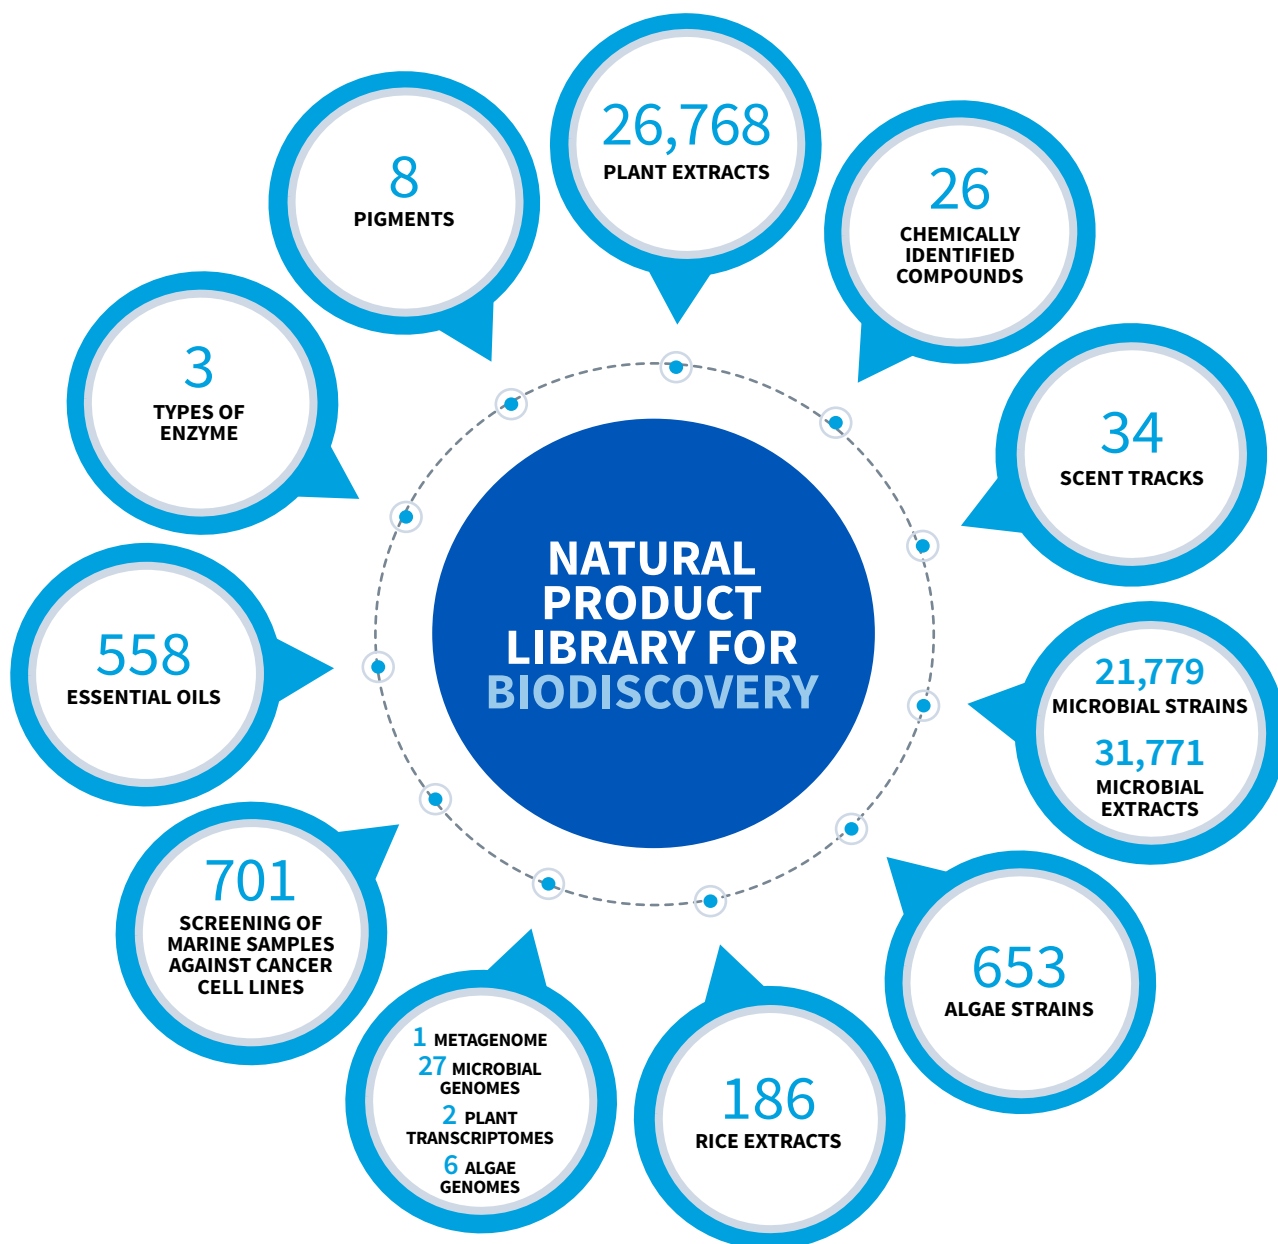 26,768
PLANT EXTRACTS
26
CHEMICALLY
IDENTIFIED
COMPOUNDS
34
SCENT TRACKS
21,779
MICROBIAL STRAINS
31,771
MICROBIAL
EXTRACTS
653
ALGAE STRAINS
186
RICE EXTRACTS
1 METAGENOME
27 MICROBIAL
GENOMES
2 PLANT
TRANSCRIPTOMES
6 ALGAE
GENOMES
701
SCREENING OF
MARINE SAMPLES
AGAINST CANCER
CELL LINES
558
ESSENTIAL OILS
3
TYPES OF
ENZYME
8
PIGMENTS
NATURAL
PRODUCT
LIBRARY FOR
BIODISCOVERY